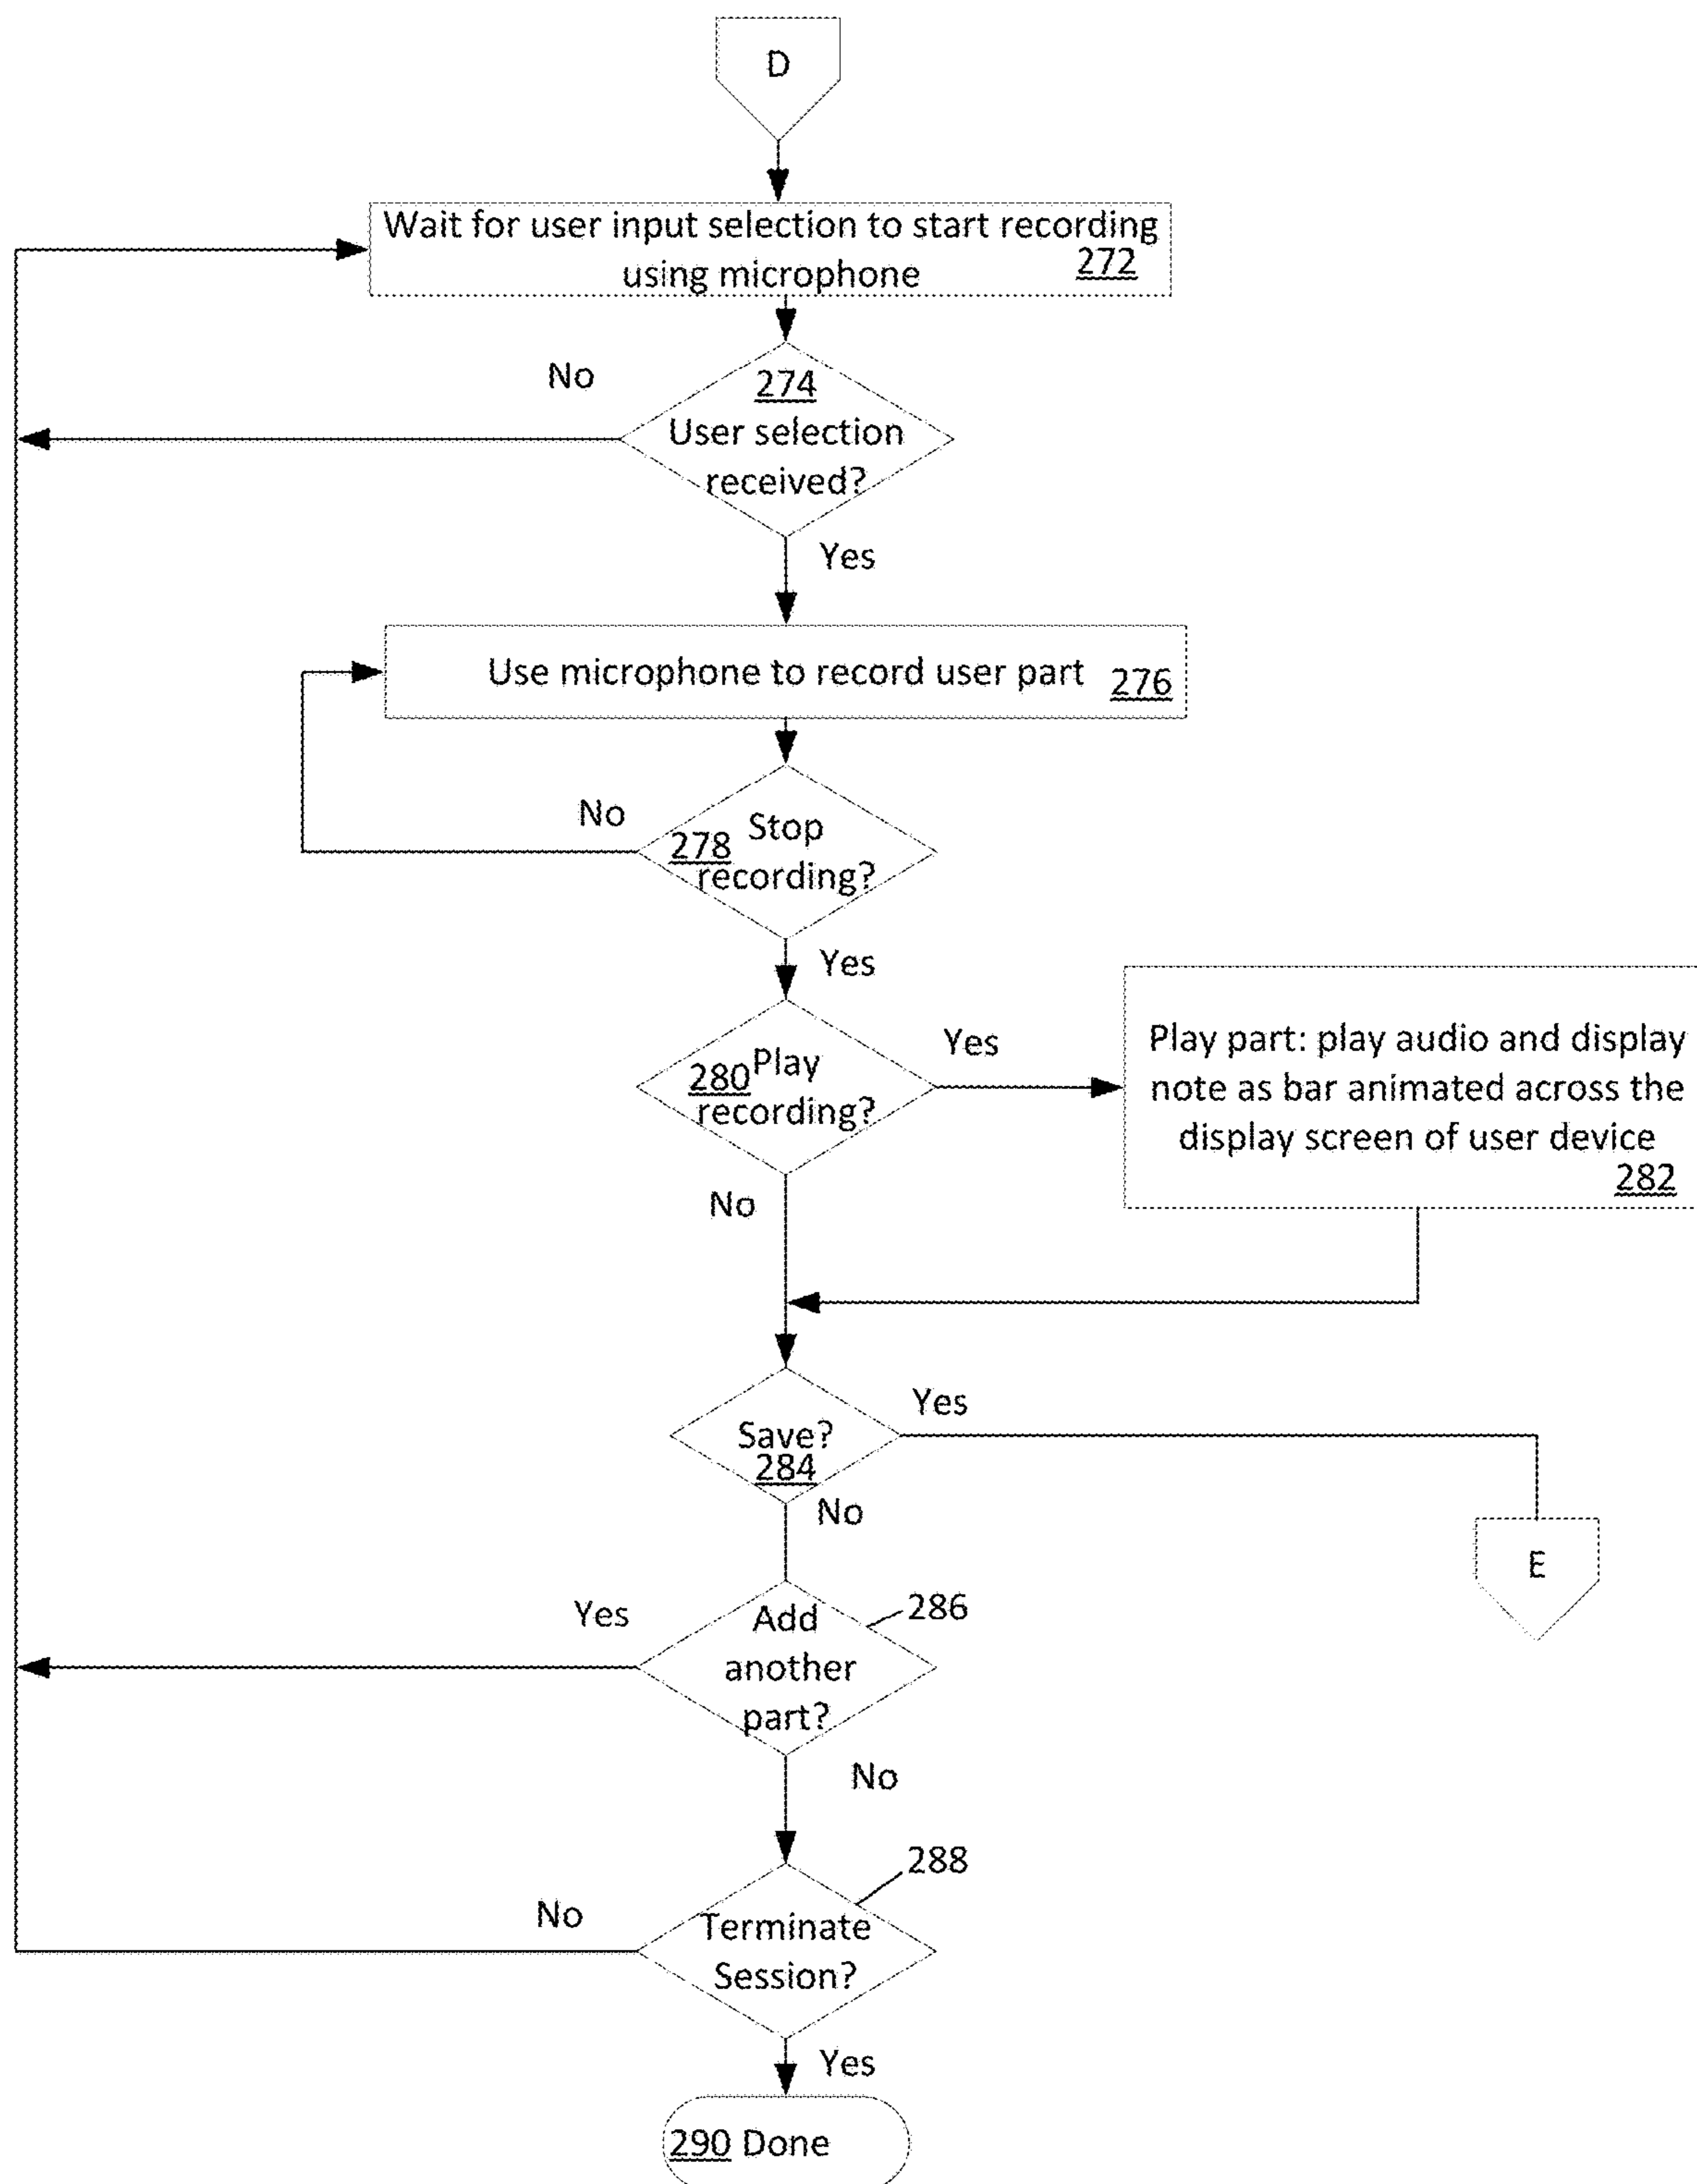 D
Wait for user input selection to start recording
using microphone 272
No
274
User selection
received?
Yes
Use microphone to record user part 276
No
278 Stop
recording?
Yes
280 Play
recording?
Yes
Play part: play audio and display
note as bar animated across the
display screen of user device
282
No
Save?
284
Yes
No
E
Yes
Add
another
part?
286
No
288
No
Terminate
Session?
Yes
290 Done